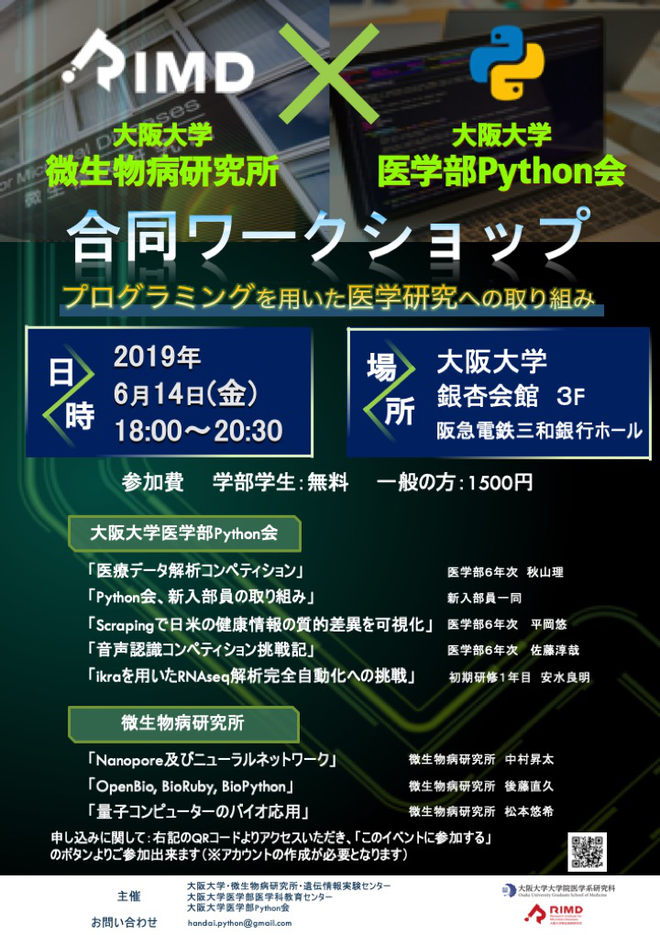 RIMD
大阪大学
微生物病研究所
大阪大学
医学部Python会
合同ワークショップ
プログラミングを用いた医学研究への取り組み
日時
2019年
6月14日(金)
18:00～20:30
場所
大阪大学
銀杏会館 3F
阪急電鉄三和銀行ホール
参加費 学部学生：無料 一般の方：1500円
大阪大学医学部Python会
「医療データ解析コンペティション」 医学部6年次 秋山理
「Python会、新入部員の取り組み」 新入部員一同
「Scrapingで日米の健康情報の質的差異を可視化」 医学部6年次 平岡悠
「音声認識コンペティション挑戦記」 医学部6年次 佐藤淳哉
「ikraを用いたRNAseq解析完全自動化への挑戦」 初期研修1年目 安水良明
微生物病研究所
「Nanopore及びニューラルネットワーク」 微生物病研究所 中村昇太
「OpenBio, BioRuby, BioPython」 微生物病研究所 後藤直久
「量子コンピューターのバイオ応用」 微生物病研究所 松本悠希
申し込みに関して：右記のQRコードよりアクセスいただき、「このイベントに参加する」
のボタンよりご参加出来ます（※アカウントの作成が必要となります）
主催
大阪大学・微生物病研究所・遺伝情報実験センター
大阪大学医学部医学科教育センター
大阪大学医学部Python会
お問い合わせ
handai.python@gmail.com
大阪大学大学院医学系研究科
Osaka University Graduate School of Medicine
RIMD